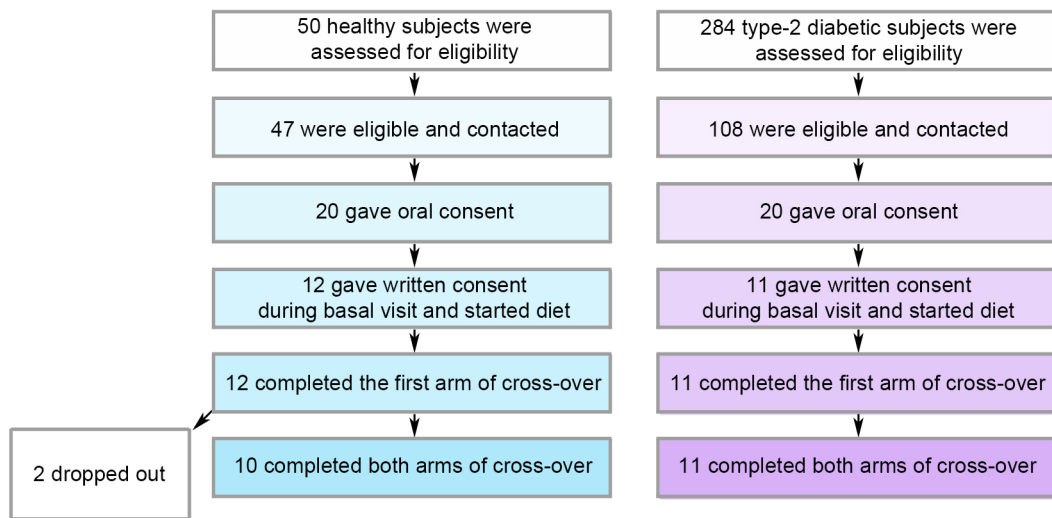 50 healthy subjects were
assessed for eligibility
47 were eligible and contacted
20 gave oral consent
12 gave written consent
during basal visit and started diet
12 completed the first arm of cross-over
2 dropped out
10 completed both arms of cross-over
284 type-2 diabetic subjects were
assessed for eligibility
108 were eligible and contacted
20 gave oral consent
11 gave written consent
during basal visit and started diet
11 completed the first arm of cross-over
11 completed both arms of cross-over